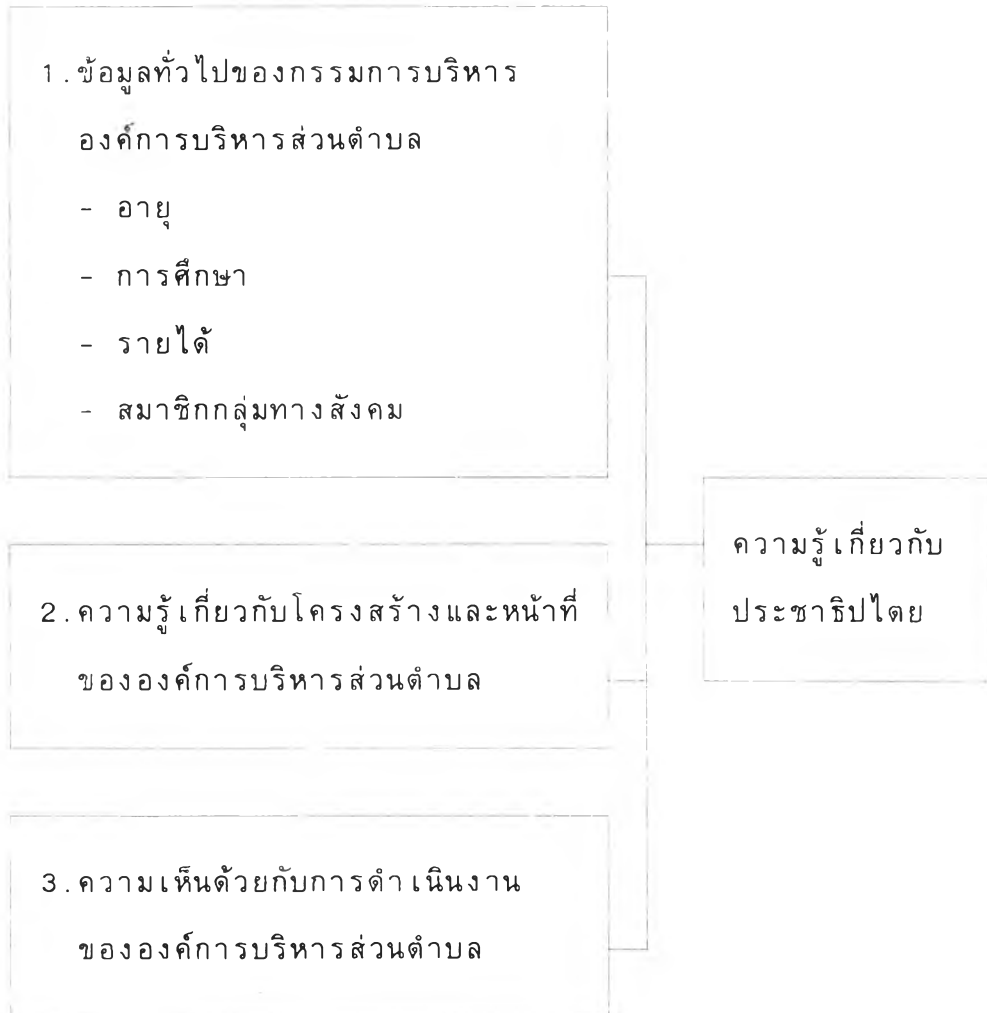 1.ข้อมูลทั่วไปของกรรมการบริหาร
องค์การบริหารส่วนตำบล
- อายุ
- การศึกษา
- รายได้
- สมาชิกกลุ่มทางสังคม
ความรู้เกี่ยวกับ
ประชาธิปไตย
2.ความรู้เกี่ยวกับโครงสร้างและหน้าที่
ขององค์การบริหารส่วนตำบล
3.ความเห็นด้วยกับการดำเนินงาน
ขององค์การบริหารส่วนตำบล